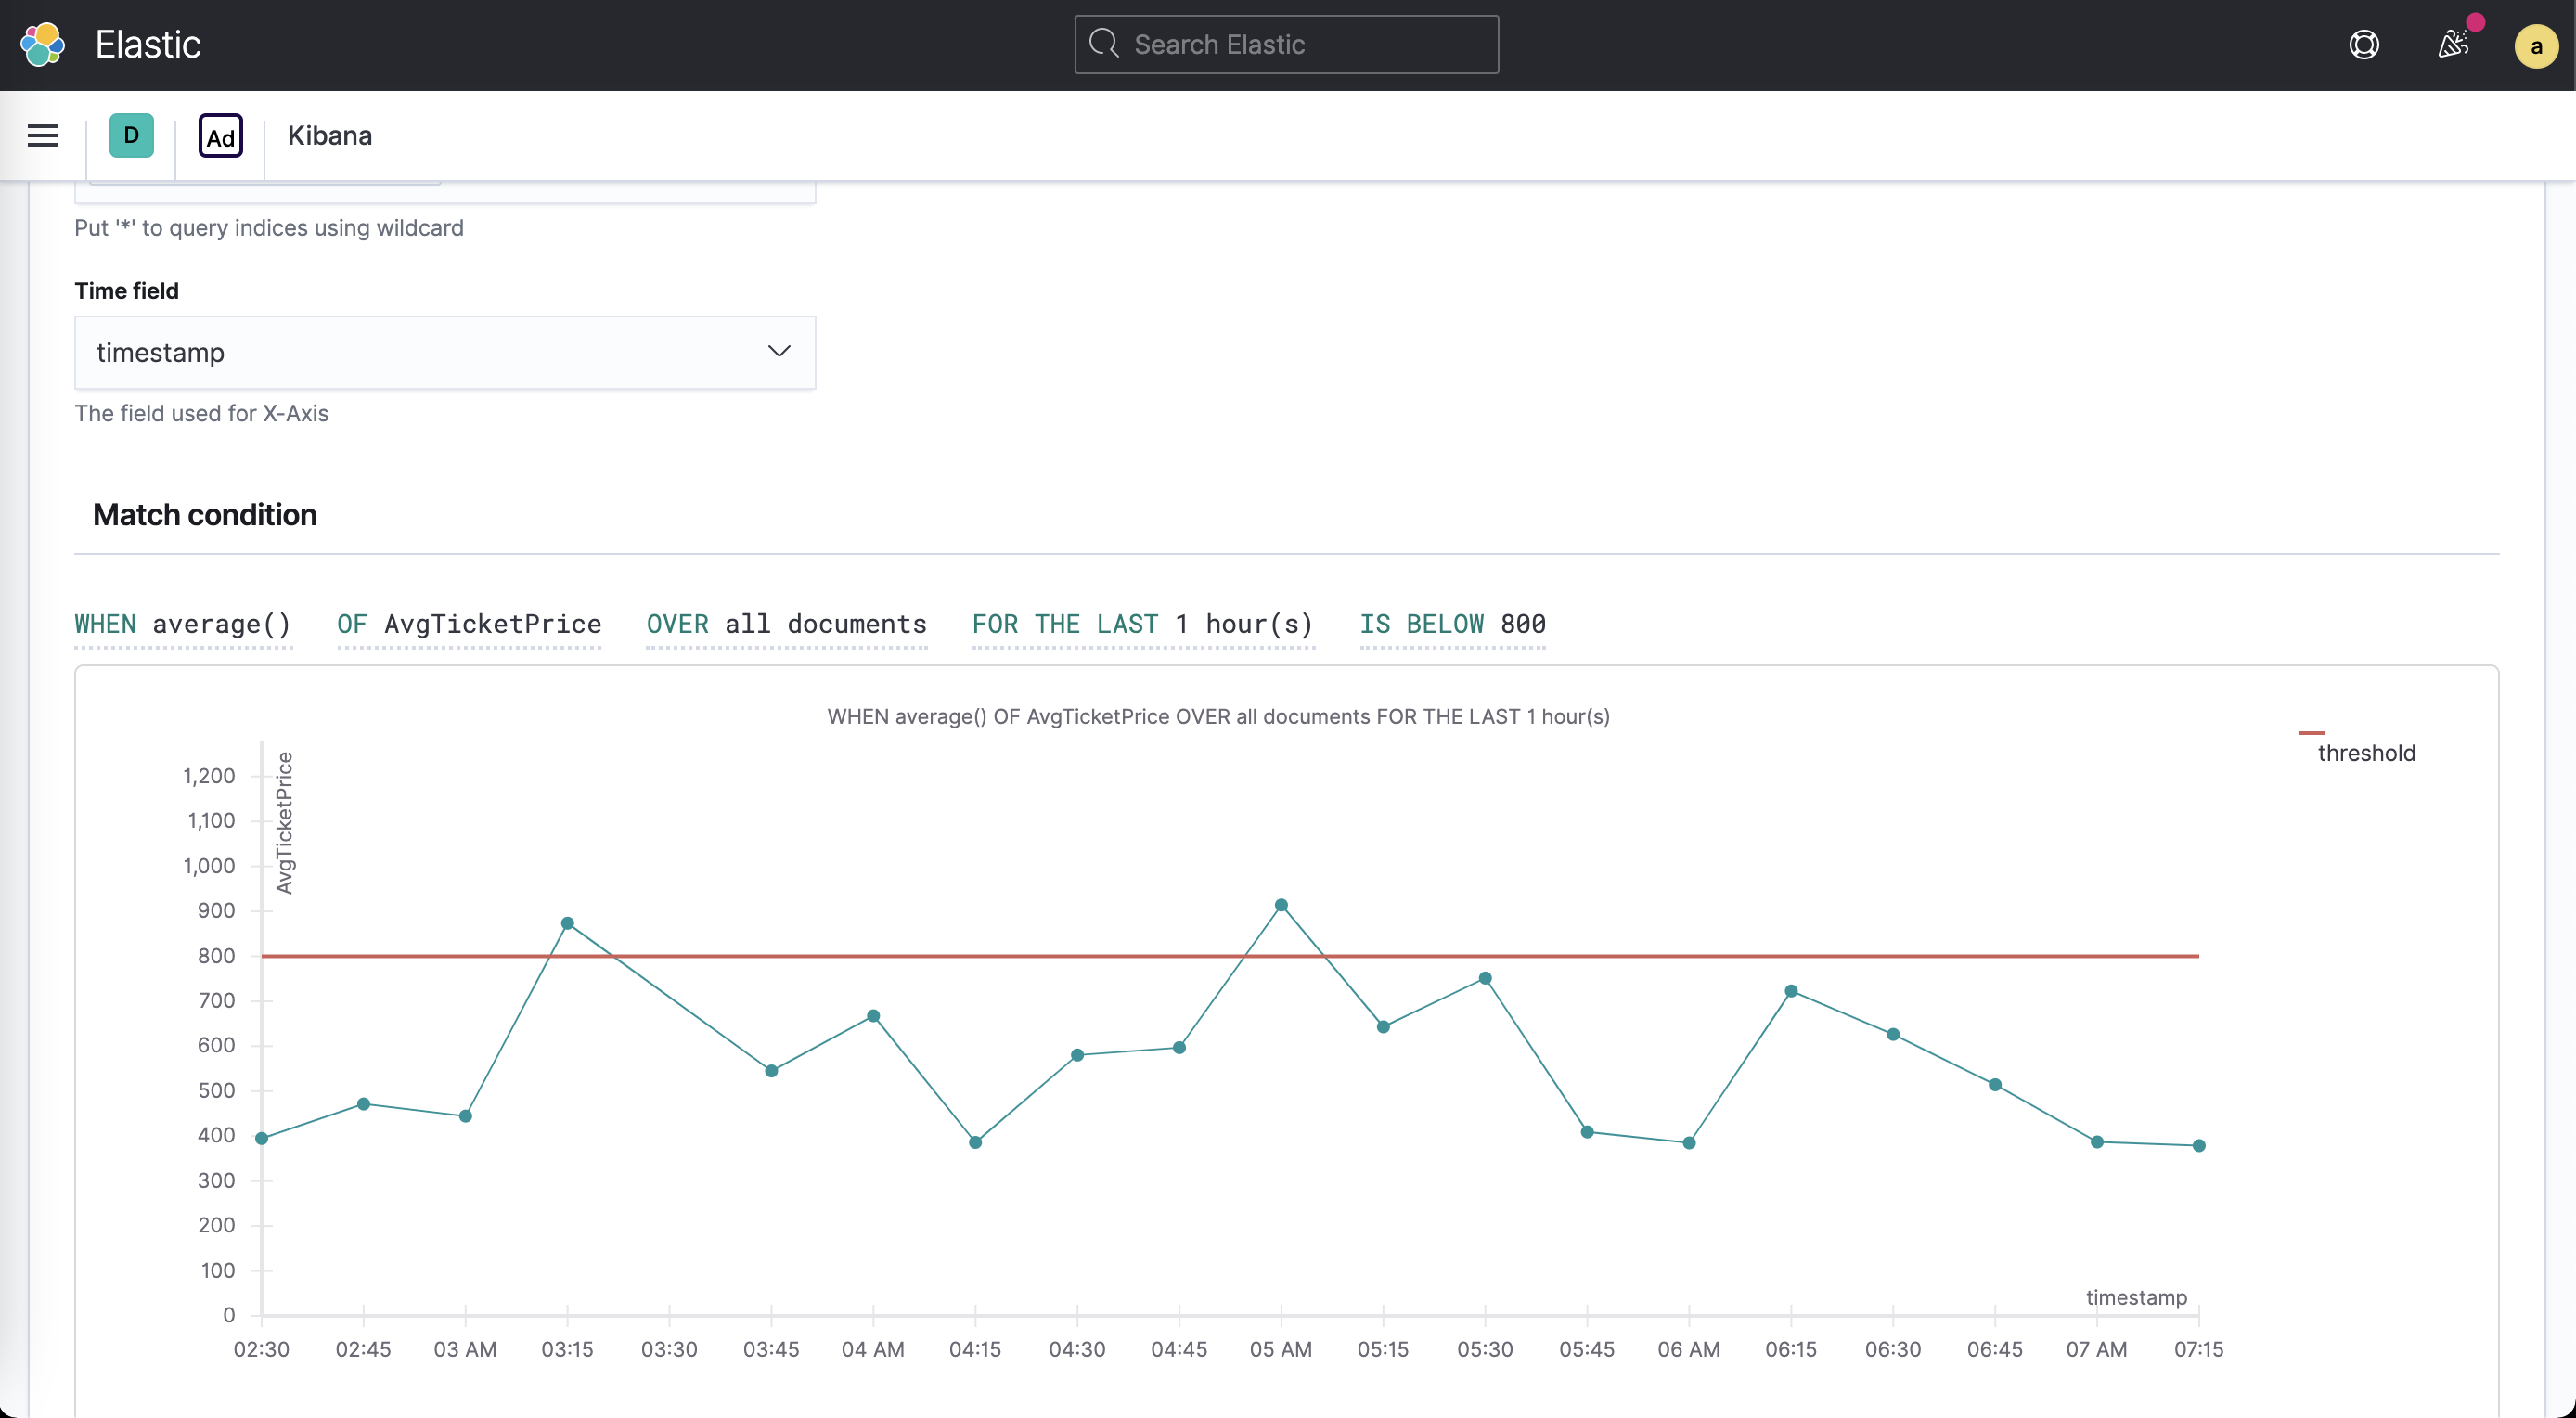 Elastic
Search Elastic
a
D
Ad
Kibana
Put '*' to query indices using wildcard
Time field
timestamp
The field used for X-Axis
Match condition
WHEN average() OF AvgTicketPrice OVER all documents FOR THE LAST 1 hour(s) IS BELOW 800
WHEN average() OF AvgTicketPrice OVER all documents FOR THE LAST 1 hour(s)
threshold
AvgTicketPrice
1,200
1,100
1,000
900
800
700
600
500
400
300
200
100
0
timestamp
02:30 02:45 03 AM 03:15 03:30 03:45 04 AM 04:15 04:30 04:45 05 AM 05:15 05:30 05:45 06 AM 06:15 06:30 06:45 07 AM 07:15